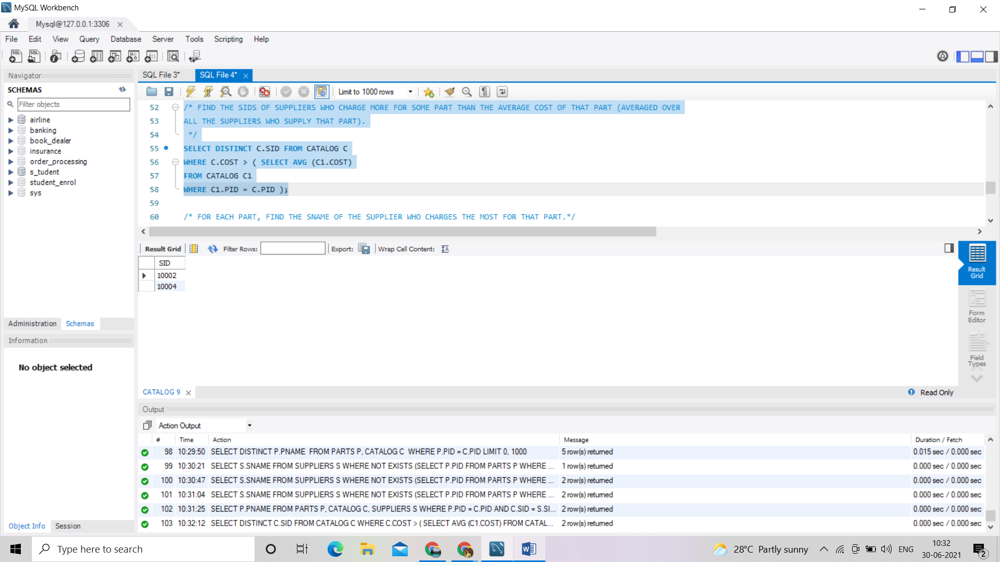 MySQL Workbench
Mysql@127.0.0.1:3306
File Edit View Query Database Server Tools Scripting Help
Navigator
SCHEMAS
Filter objects
airline
banking
book_dealer
insurance
order_processing
s_tudent
student_enrol
sys
Administration Schemas
Information
No object selected
Object Info Session
SQL File 3* SQL File 4*
Limit to 1000 rows
52 /* FIND THE SIDS OF SUPPLIERS WHO CHARGE MORE FOR SOME PART THAN THE AVERAGE COST OF THAT PART (AVERAGED OVER
53 ALL THE SUPPLIERS WHO SUPPLY THAT PART).
54 */
55 SELECT DISTINCT C.SID FROM CATALOG C
56 WHERE C.COST > ( SELECT AVG (C1.COST)
57 FROM CATALOG C1
58 WHERE C1.PID = C.PID );
59
60 /* FOR EACH PART, FIND THE SNAME OF THE SUPPLIER WHO CHARGES THE MOST FOR THAT PART.*/
Result Grid Filter Rows: Export: Wrap Cell Content:
SID
10002
10004
Result Grid
Form Editor
Field Types
CATALOG 9 Read Only
Output
Action Output
# Time Action Message Duration / Fetch
98 10:29:50 SELECT DISTINCT P.PNAME FROM PARTS P, CATALOG C WHERE P.PID = C.PID LIMIT 0, 1000 5 row(s) returned 0.015 sec / 0.000 sec
99 10:30:21 SELECT S.SNAME FROM SUPPLIERS S WHERE NOT EXISTS (SELECT P.PID FROM PARTS P WHERE ... 1 row(s) returned 0.000 sec / 0.000 sec
100 10:30:47 SELECT S.SNAME FROM SUPPLIERS S WHERE NOT EXISTS (SELECT P.PID FROM PARTS P WHERE ... 2 row(s) returned 0.000 sec / 0.000 sec
101 10:31:04 SELECT S.SNAME FROM SUPPLIERS S WHERE NOT EXISTS (SELECT P.PID FROM PARTS P WHERE ... 2 row(s) returned 0.000 sec / 0.000 sec
102 10:31:25 SELECT P.PNAME FROM PARTS P, CATALOG C, SUPPLIERS S WHERE P.PID = C.PID AND C.SID = S.SI... 2 row(s) returned 0.000 sec / 0.000 sec
103 10:32:12 SELECT DISTINCT C.SID FROM CATALOG C WHERE C.COST > ( SELECT AVG (C1.COST) FROM CATAL... 2 row(s) returned 0.000 sec / 0.000 sec
Type here to search
28°C Partly sunny
ENG
10:32
30-06-2021
2